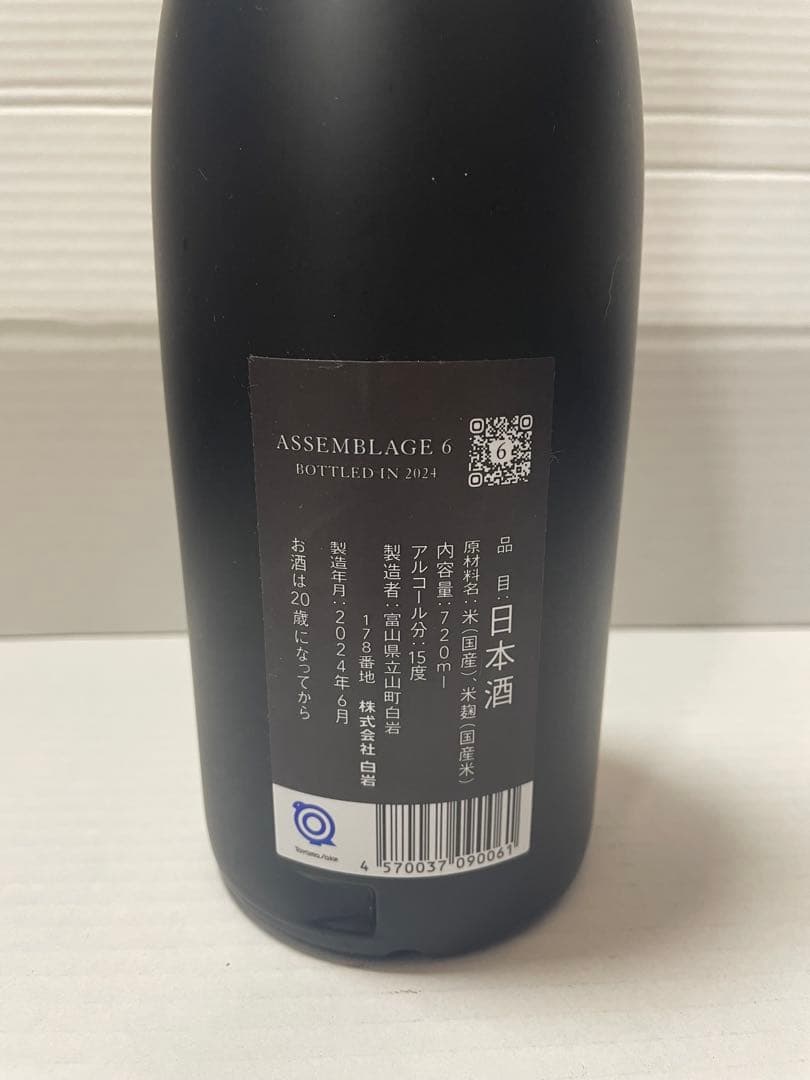 ASSEMBLAGE 6
BOTTLED IN 2024
6
品 目:日本酒
原材料名:米(国産)、米麹(国産米)
内容量:720ml
アルコール分:15度
製造者:富山県立山町白岩
178番地 株式会社 白岩
製造年月:2024年6月
お酒は20歳になってから
Toyama/sake
4 570037 090061